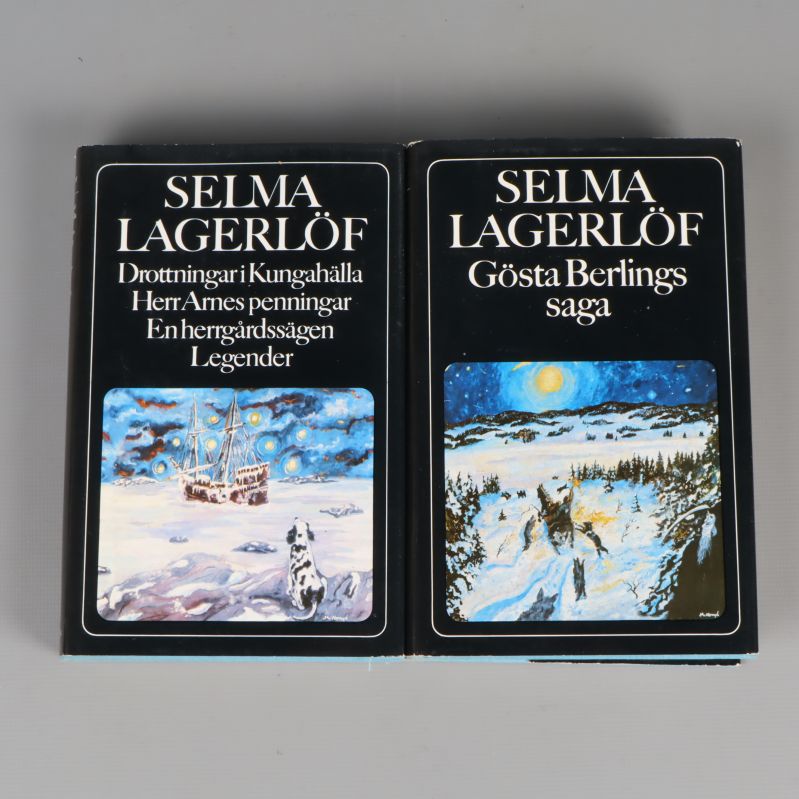 SELMA
LAGERLÖF
Drottningar i Kungahälla
Herr Arnes penningar
En herrgårdssägen
Legender
SELMA
LAGERLÖF
Gösta Berlings
saga